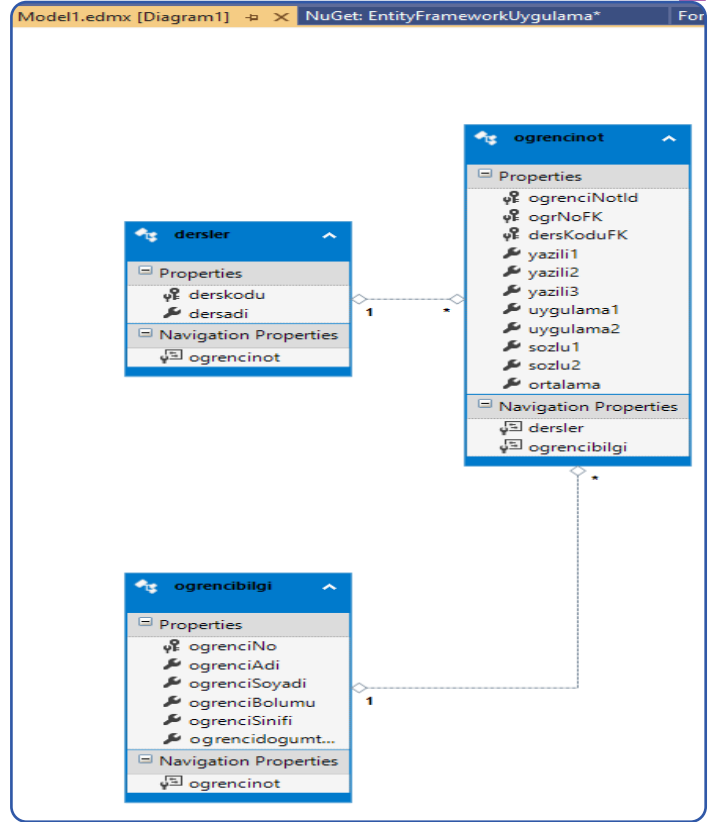 Model1.edmx [Diagram1]
NuGet: EntityFrameworkUygulama*
For
ogrencinot
Properties
ogrenciNotId
ogrNoFK
dersKoduFK
yazili1
yazili2
yazili3
uygulama1
uygulama2
sozlu1
sozlu2
ortalama
Navigation Properties
dersler
ogrencibilgi
dersler
Properties
derskodu
dersadi
Navigation Properties
ogrencinot
1
*
*
ogrencibilgi
Properties
ogrenciNo
ogrenciAdi
ogrenciSoyadi
ogrenciBolumu
ogrenciSinifi
ogrencidogumt...
Navigation Properties
ogrencinot
1